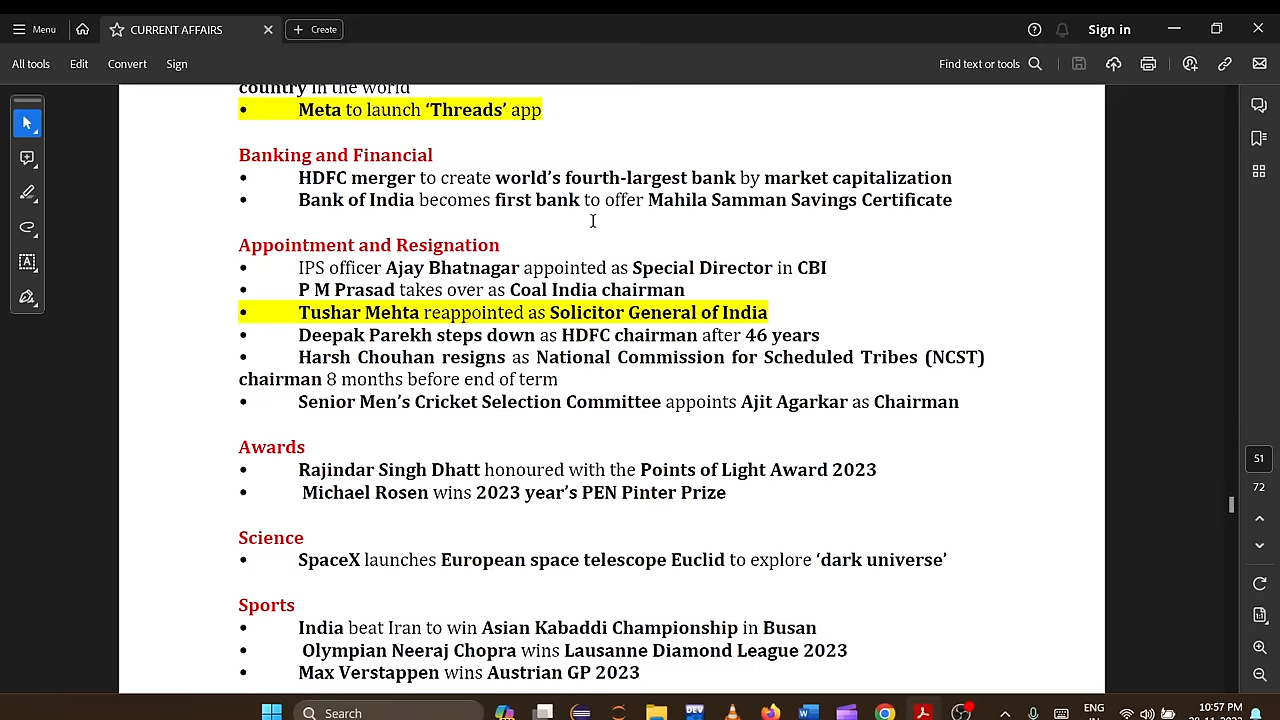 Menu
CURRENT AFFAIRS
Create
Sign in
All tools
Edit
Convert
Sign
Find text or tools
country in the world
• Meta to launch ‘Threads’ app
Banking and Financial
• HDFC merger to create world’s fourth-largest bank by market capitalization
• Bank of India becomes first bank to offer Mahila Samman Savings Certificate
Appointment and Resignation
• IPS officer Ajay Bhatnagar appointed as Special Director in CBI
• P M Prasad takes over as Coal India chairman
• Tushar Mehta reappointed as Solicitor General of India
• Deepak Parekh steps down as HDFC chairman after 46 years
• Harsh Chouhan resigns as National Commission for Scheduled Tribes (NCST)
chairman 8 months before end of term
• Senior Men’s Cricket Selection Committee appoints Ajit Agarkar as Chairman
Awards
• Rajindar Singh Dhatt honoured with the Points of Light Award 2023
• Michael Rosen wins 2023 year’s PEN Pinter Prize
Science
• SpaceX launches European space telescope Euclid to explore ‘dark universe’
Sports
• India beat Iran to win Asian Kabaddi Championship in Busan
• Olympian Neeraj Chopra wins Lausanne Diamond League 2023
• Max Verstappen wins Austrian GP 2023
51
72
Search
DEV
ENG
10:57 PM